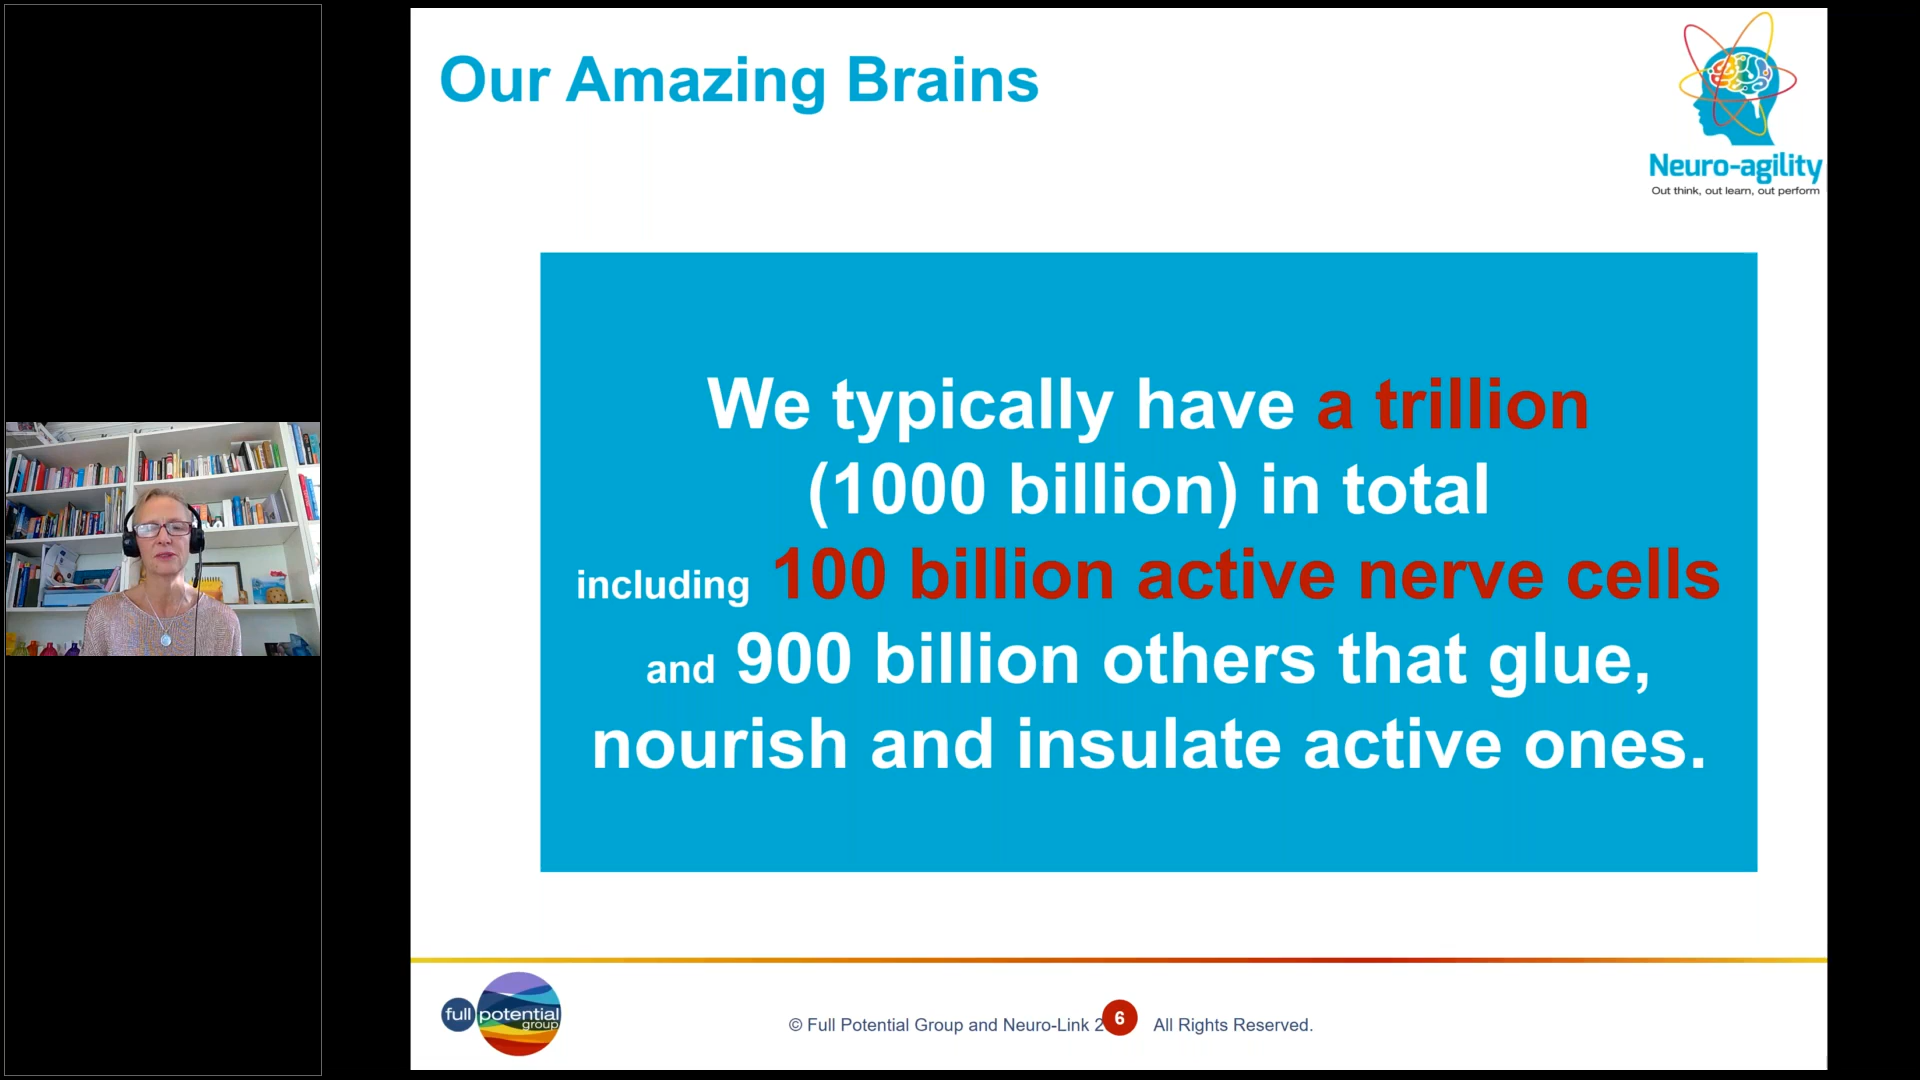 Our Amazing Brains
Neuro-agility
Out think, out learn, out perform
We typically have a trillion
(1000 billion) in total
including 100 billion active nerve cells
and 900 billion others that glue,
nourish and insulate active ones.
full potential
group
© Full Potential Group and Neuro-Link 2
6
All Rights Reserved.